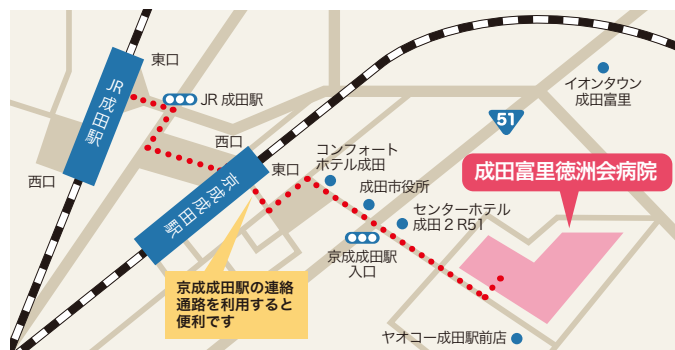 東口
JR 成田駅
JR成田駅
西口
西口
東口
京成成田駅
コンフォート
ホテル成田
成田市役所
センターホテル
成田2 R51
京成成田駅
入口
51
イオンタウン
成田富里
成田富里徳洲会病院
京成成田駅の連絡
通路を利用すると
便利です
ヤオコー成田駅前店